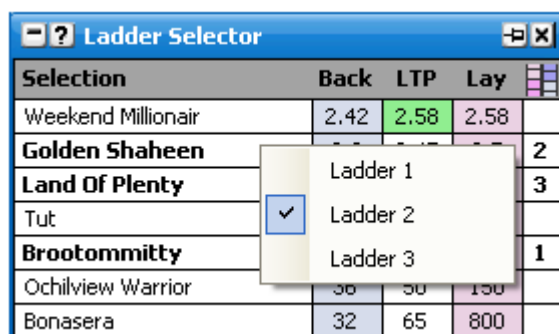 Ladder Selector
Selection Back LTP Lay
Weekend Millionair 2.42 2.58 2.58
Golden Shaheen 2
Land Of Plenty 3
Tut
Brootommitty 1
Ochilview Warrior 36 50 150
Bonasera 32 65 800
Ladder 1
Ladder 2
Ladder 3